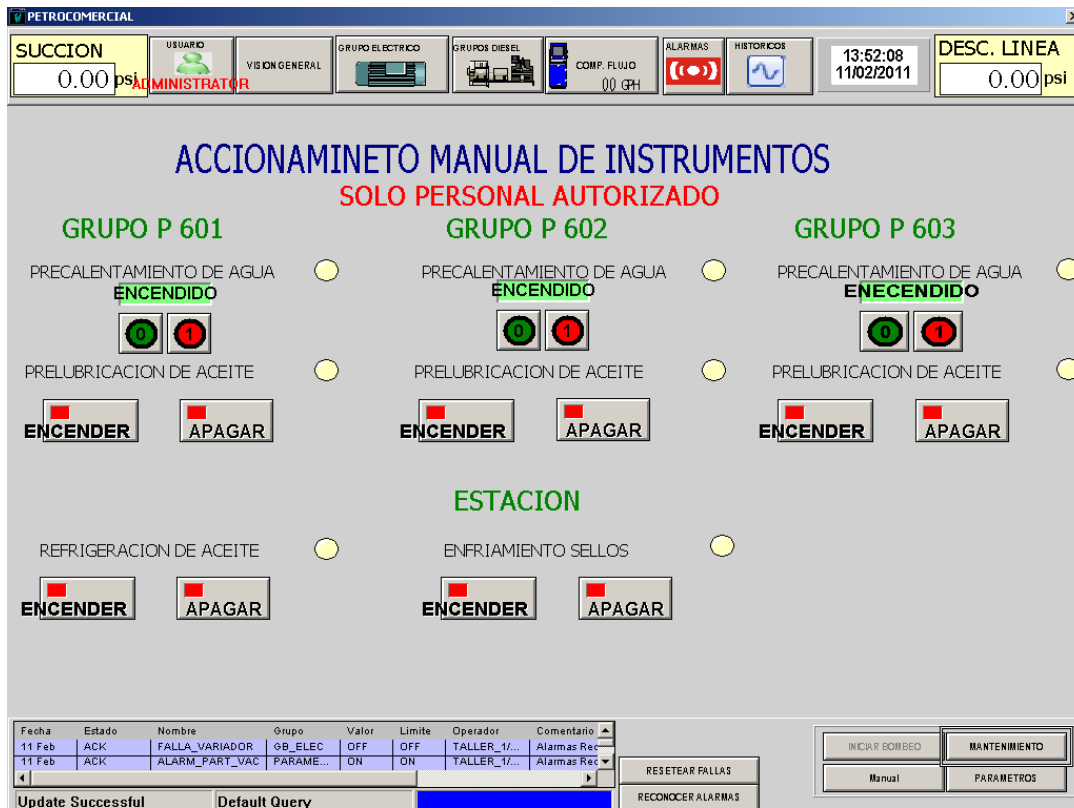 PETROCOMERCIAL
SUCCION
0.00 psi
USUARIO
ADMINISTRATOR
VISION GENERAL
GRUPO ELECTRICO
GRUPOS DIESEL
COMP. FLUJO
00 GPH
ALARMAS
HISTORICOS
13:52:08
11/02/2011
DESC. LINEA
0.00 psi
ACCIONAMINETO MANUAL DE INSTRUMENTOS
SOLO PERSONAL AUTORIZADO
GRUPO P 601 GRUPO P 602 GRUPO P 603
PRECALENTAMIENTO DE AGUA PRECALENTAMIENTO DE AGUA PRECALENTAMIENTO DE AGUA
ENCENDIDO ENCENDIDO ENECENDIDO
0 1 0 1 0 1
PRELUBRICACION DE ACEITE PRELUBRICACION DE ACEITE PRELUBRICACION DE ACEITE
ENCENDER APAGAR ENCENDER APAGAR ENCENDER APAGAR
ESTACION
REFRIGERACION DE ACEITE ENFRIAMIENTO SELLOS
ENCENDER APAGAR ENCENDER APAGAR
Fecha Estado Nombre Grupo Valor Limite Operador Comentario
11 Feb ACK FALLA_VARIADOR GB_ELEC OFF OFF TALLER_1/... Alarmas Rec
11 Feb ACK ALARM_PART_VAC PARAME... ON ON TALLER_1/... Alarmas Rec
Update Successful Default Query
RESETEAR FALLAS
RECONOCER ALARMAS
INICIAR BOMBEO MANTENIMIENTO
Manual PARAMETROS